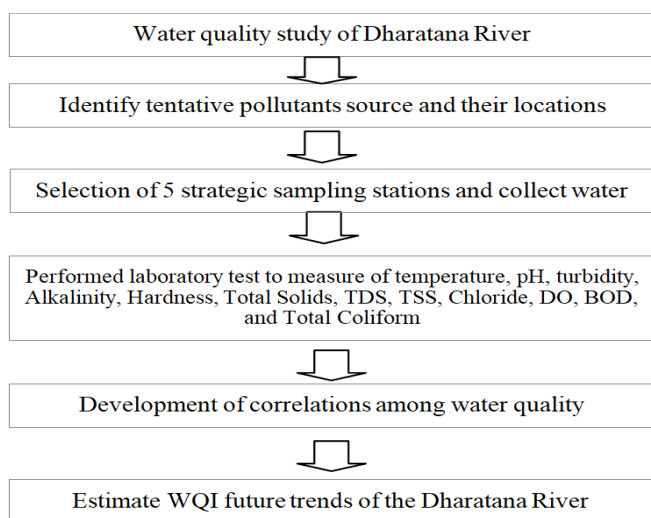 Water quality study of Dharatana River
Identify tentative pollutants source and their locations
Selection of 5 strategic sampling stations and collect water
Performed laboratory test to measure of temperature, pH, turbidity,
Alkalinity, Hardness, Total Solids, TDS, TSS, Chloride, DO, BOD,
and Total Coliform
Development of correlations among water quality
Estimate WQI future trends of the Dharatana River